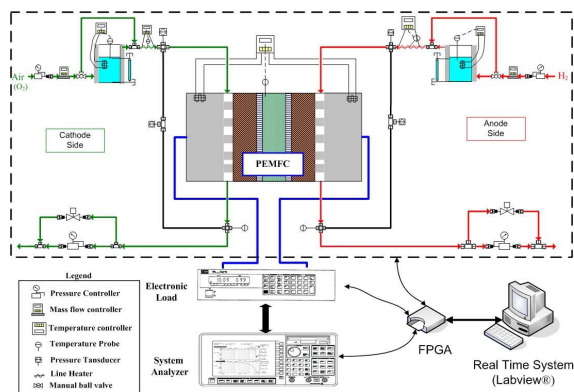 Air
(O₂)
H₂
Cathode
Side
Anode
Side
PEMFC
Legend
Pressure Controller
Mass flow controller
Temperature controller
Temperature Probe
Pressure Tansducer
Line Heater
Manual ball valve
Electronic
Load
System
Analyzer
FPGA
Real Time System
(Labview®)